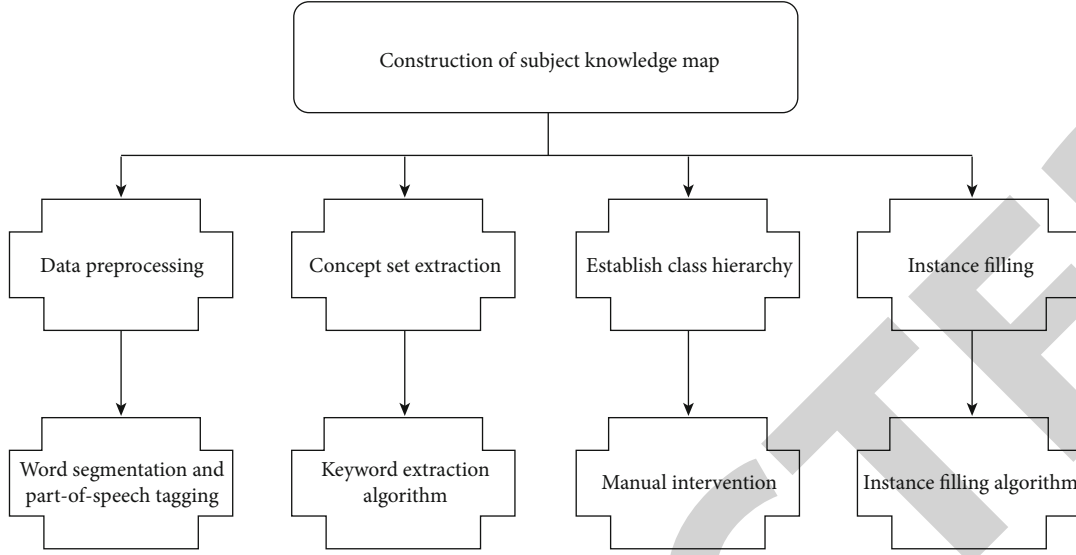 Construction of subject knowledge map
Data preprocessing
Concept set extraction
Establish class hierarchy
Instance filling
Word segmentation and
part-of-speech tagging
Keyword extraction
algorithm
Manual intervention
Instance filling algorithm